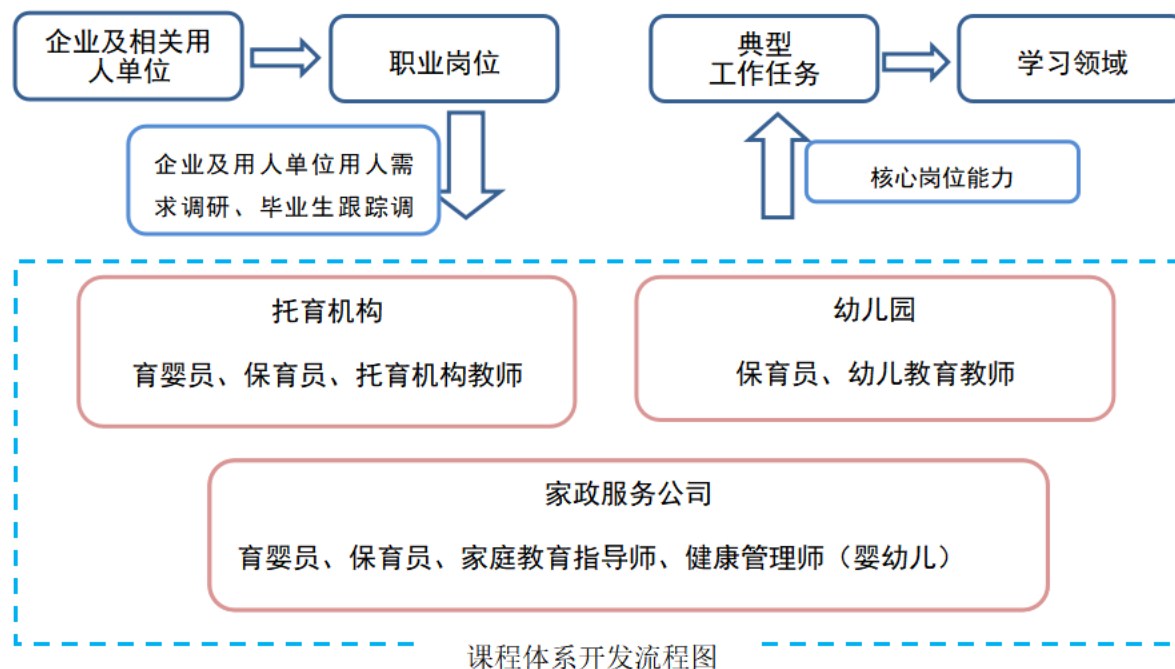 企业及相关用
人单位
职业岗位
典型
工作任务
学习领域
企业及用人单位用人需
求调研、毕业生跟踪调
核心岗位能力
托育机构
育婴员、保育员、托育机构教师
幼儿园
保育员、幼儿教育教师
家政服务公司
育婴员、保育员、家庭教育指导师、健康管理师（婴幼儿）
课程体系开发流程图